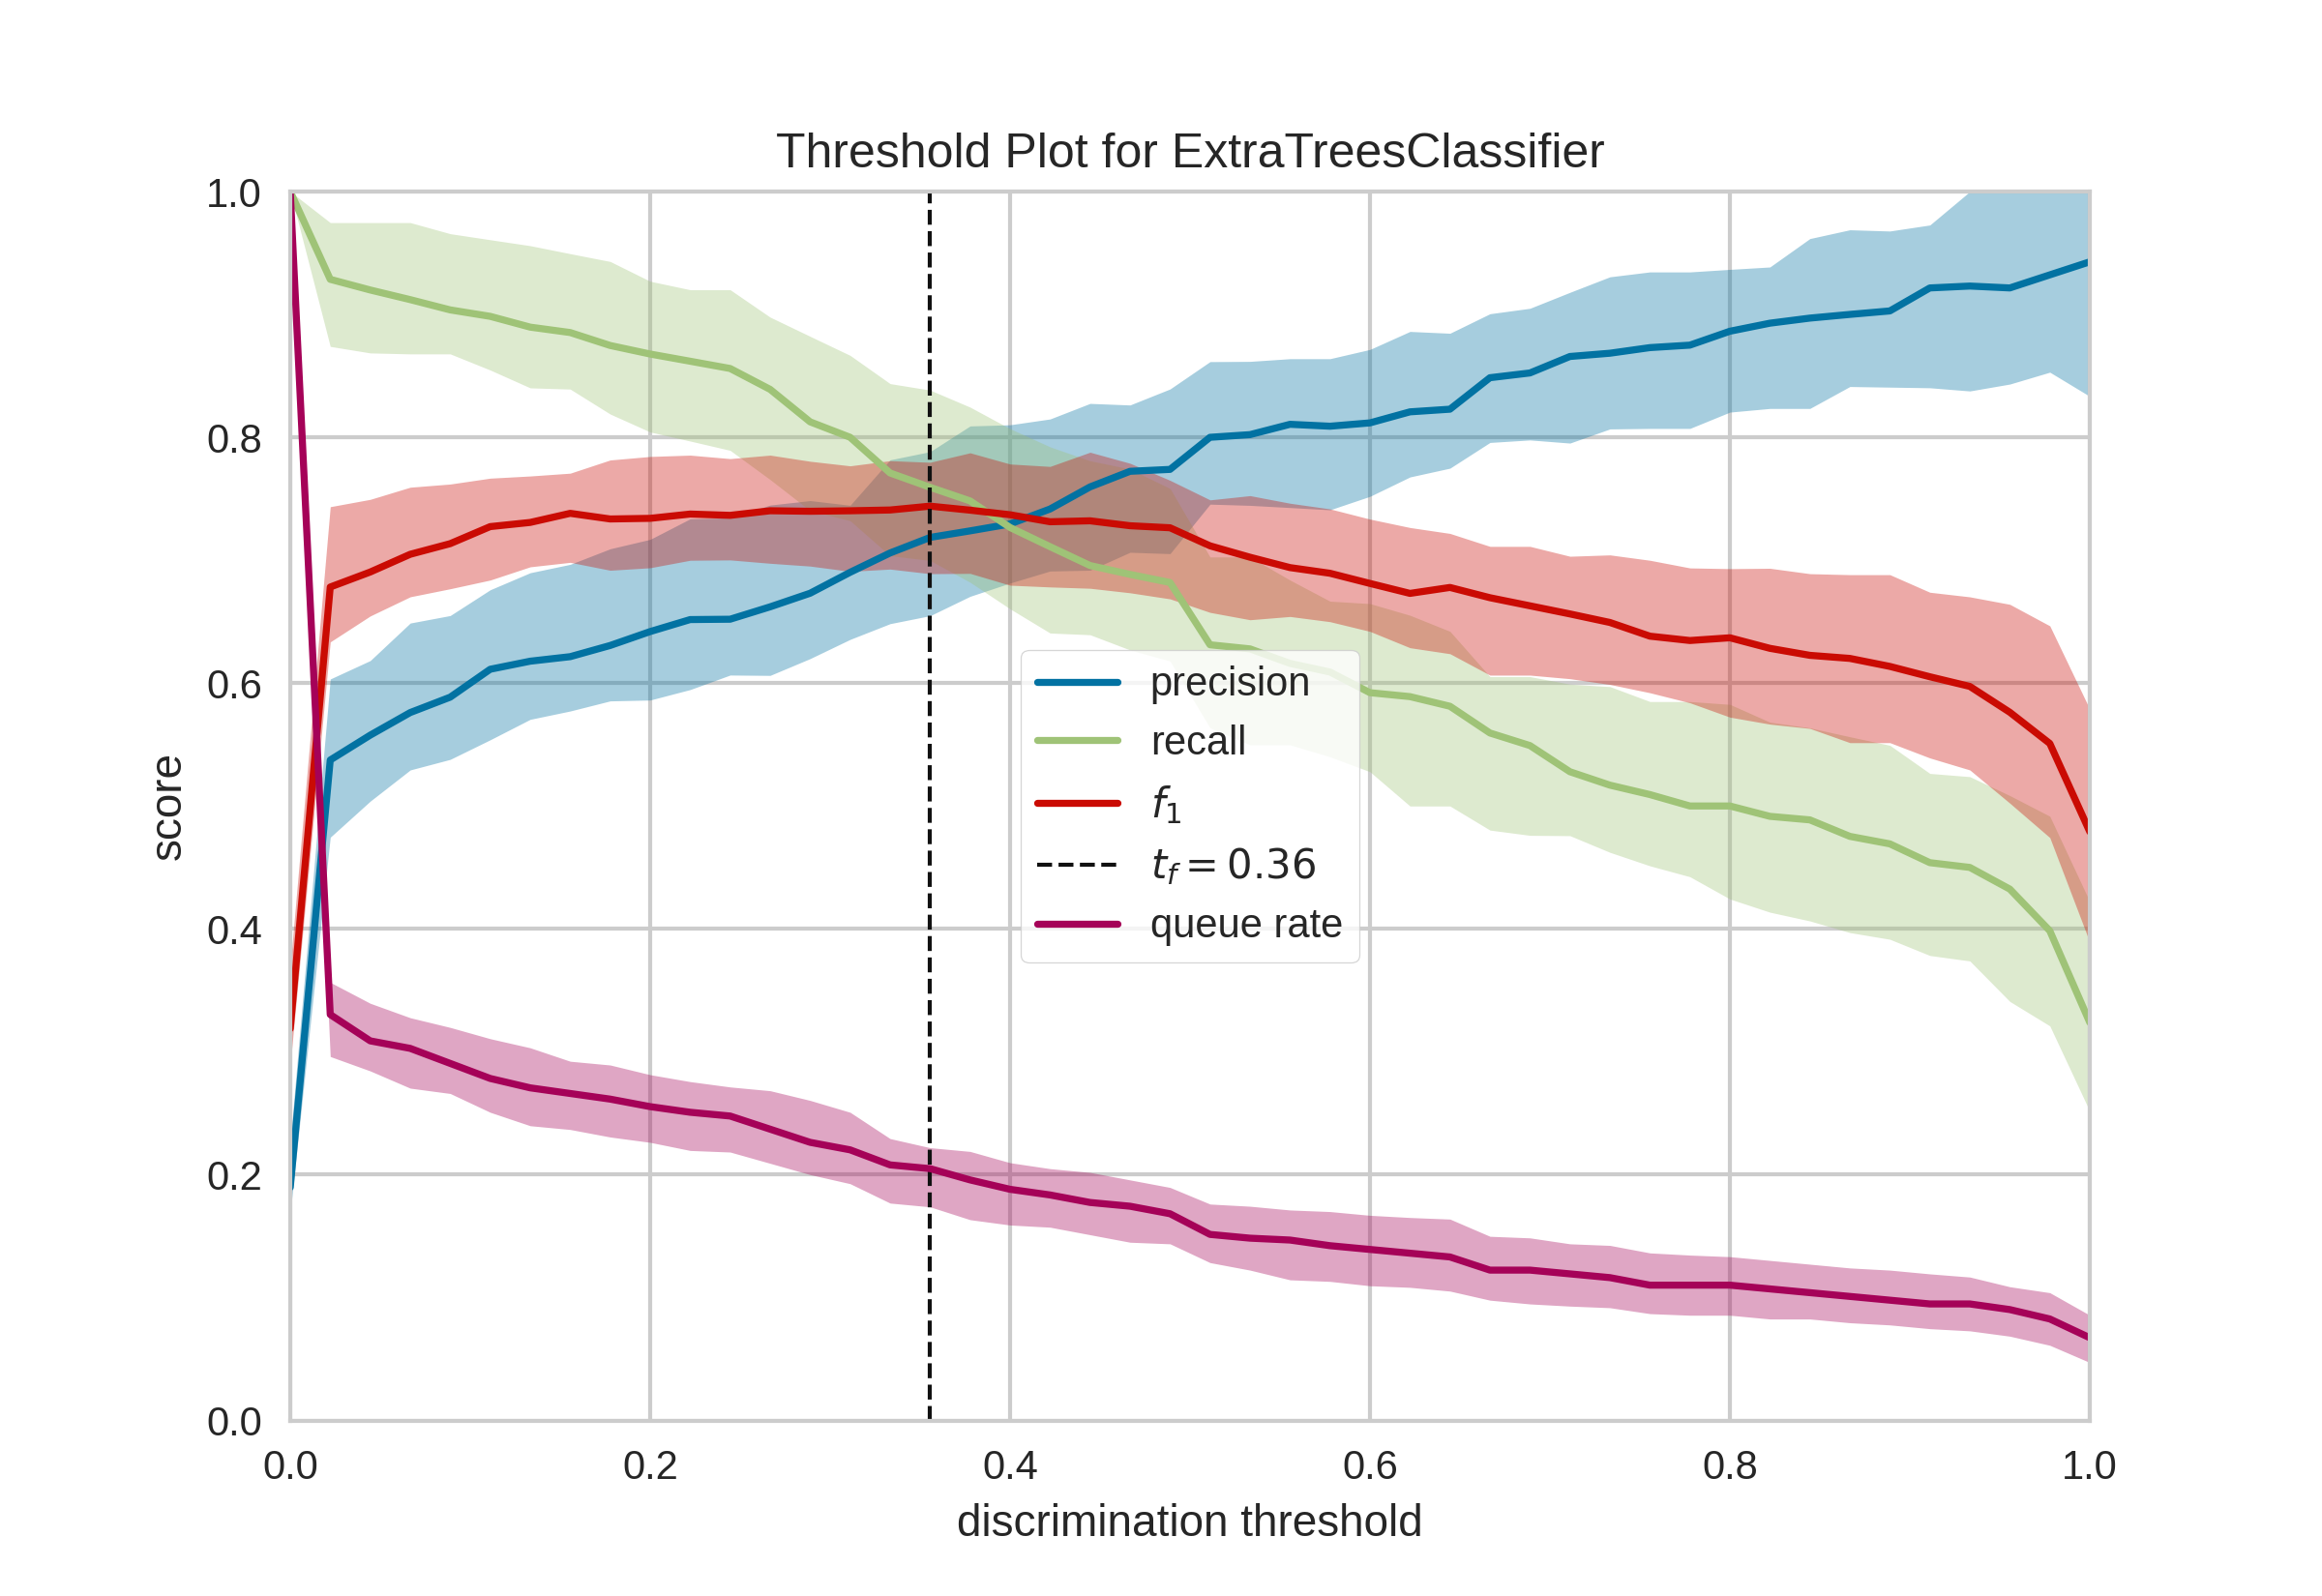 Threshold Plot for ExtraTreesClassifier
1.0
0.8
0.6
0.4
0.2
0.0
score
precision
recall
f₁
t_f = 0.36
queue rate
0.0 0.2 0.4 0.6 0.8 1.0
discrimination threshold